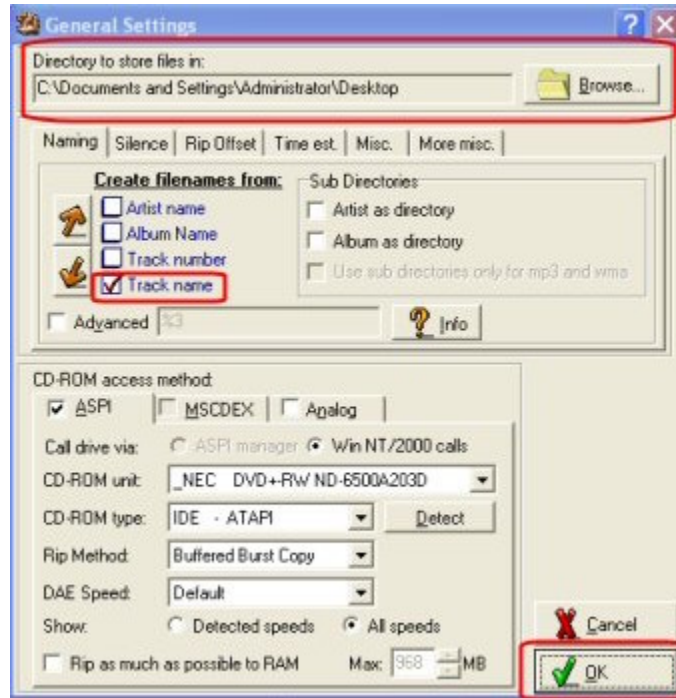 General Settings
Directory to store files in:
C:\Documents and Settings\Administrator\Desktop
Browse...
Naming Silence Rip Offset Time est. Misc. More misc.
Create filenames from:
Sub Directories
Artist name
Artist as directory
Album Name
Album as directory
Track number
Use sub directories only for mp3 and wma
Track name
Advanced %3 Info
CD-ROM access method:
ASPI MSCDEX Analog
Call drive via: ASPI manager Win NT/2000 calls
CD-ROM unit: _NEC DVD+-RW ND-6500A203D
CD-ROM type: IDE - ATAPI Detect
Rip Method: Buffered Burst Copy
DAE Speed: Default
Show: Detected speeds All speeds
Cancel
Rip as much as possible to RAM Max: 968 MB
OK